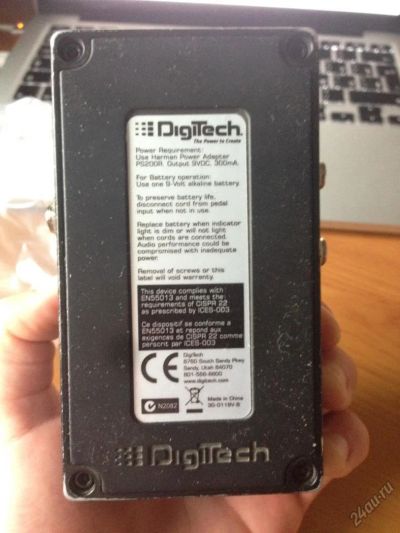 DigiTech
The Power to Create
Power Requirement:
Use Harman Power Adapter
PS200R, Output 9VDC, 300mA.
For Battery operation:
Use one 9-Volt alkaline battery.
To preserve battery life,
disconnect cord from pedal
input when not in use.
Replace battery when indicator
light is dim or will not light
when cords are connected.
Audio performance could be
compromised with inadequate
power.
Removal of screws or this
label will void warranty.
This device complies with
EN55013 and meets the
requirements of CISPR 22
as prescribed by ICES-003
Ce dispositif se conforme a
EN55013 et repond aux
exigences de CISPR 22 comme
perscrint par ICES-003
CE
DigiTech
8760 South Sandy Pkwy
Sandy, Utah 84070
801-566-8800
www.digitech.com
N2082
Made in China
30-0119V-B
DigiTech
24au.ru